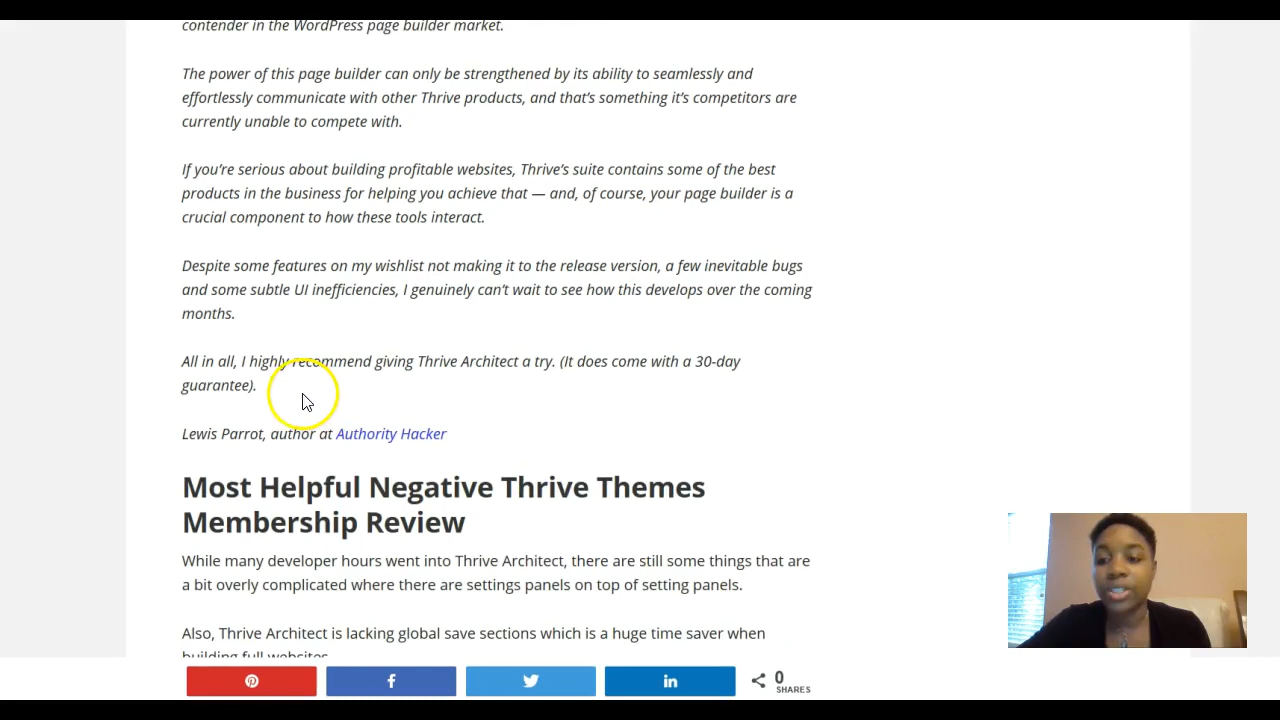 contender in the WordPress page builder market.
The power of this page builder can only be strengthened by its ability to seamlessly and
effortlessly communicate with other Thrive products, and that’s something it’s competitors are
currently unable to compete with.
If you’re serious about building profitable websites, Thrive’s suite contains some of the best
products in the business for helping you achieve that — and, of course, your page builder is a
crucial component to how these tools interact.
Despite some features on my wishlist not making it to the release version, a few inevitable bugs
and some subtle UI inefficiencies, I genuinely can’t wait to see how this develops over the coming
months.
All in all, I highly recommend giving Thrive Architect a try. (It does come with a 30-day
guarantee).
Lewis Parrot, author at Authority Hacker
Most Helpful Negative Thrive Themes
Membership Review
While many developer hours went into Thrive Architect, there are still some things that are
a bit overly complicated where there are settings panels on top of setting panels.
Also, Thrive Architect is lacking global save sections which is a huge time saver when
building full websites.
0
SHARES